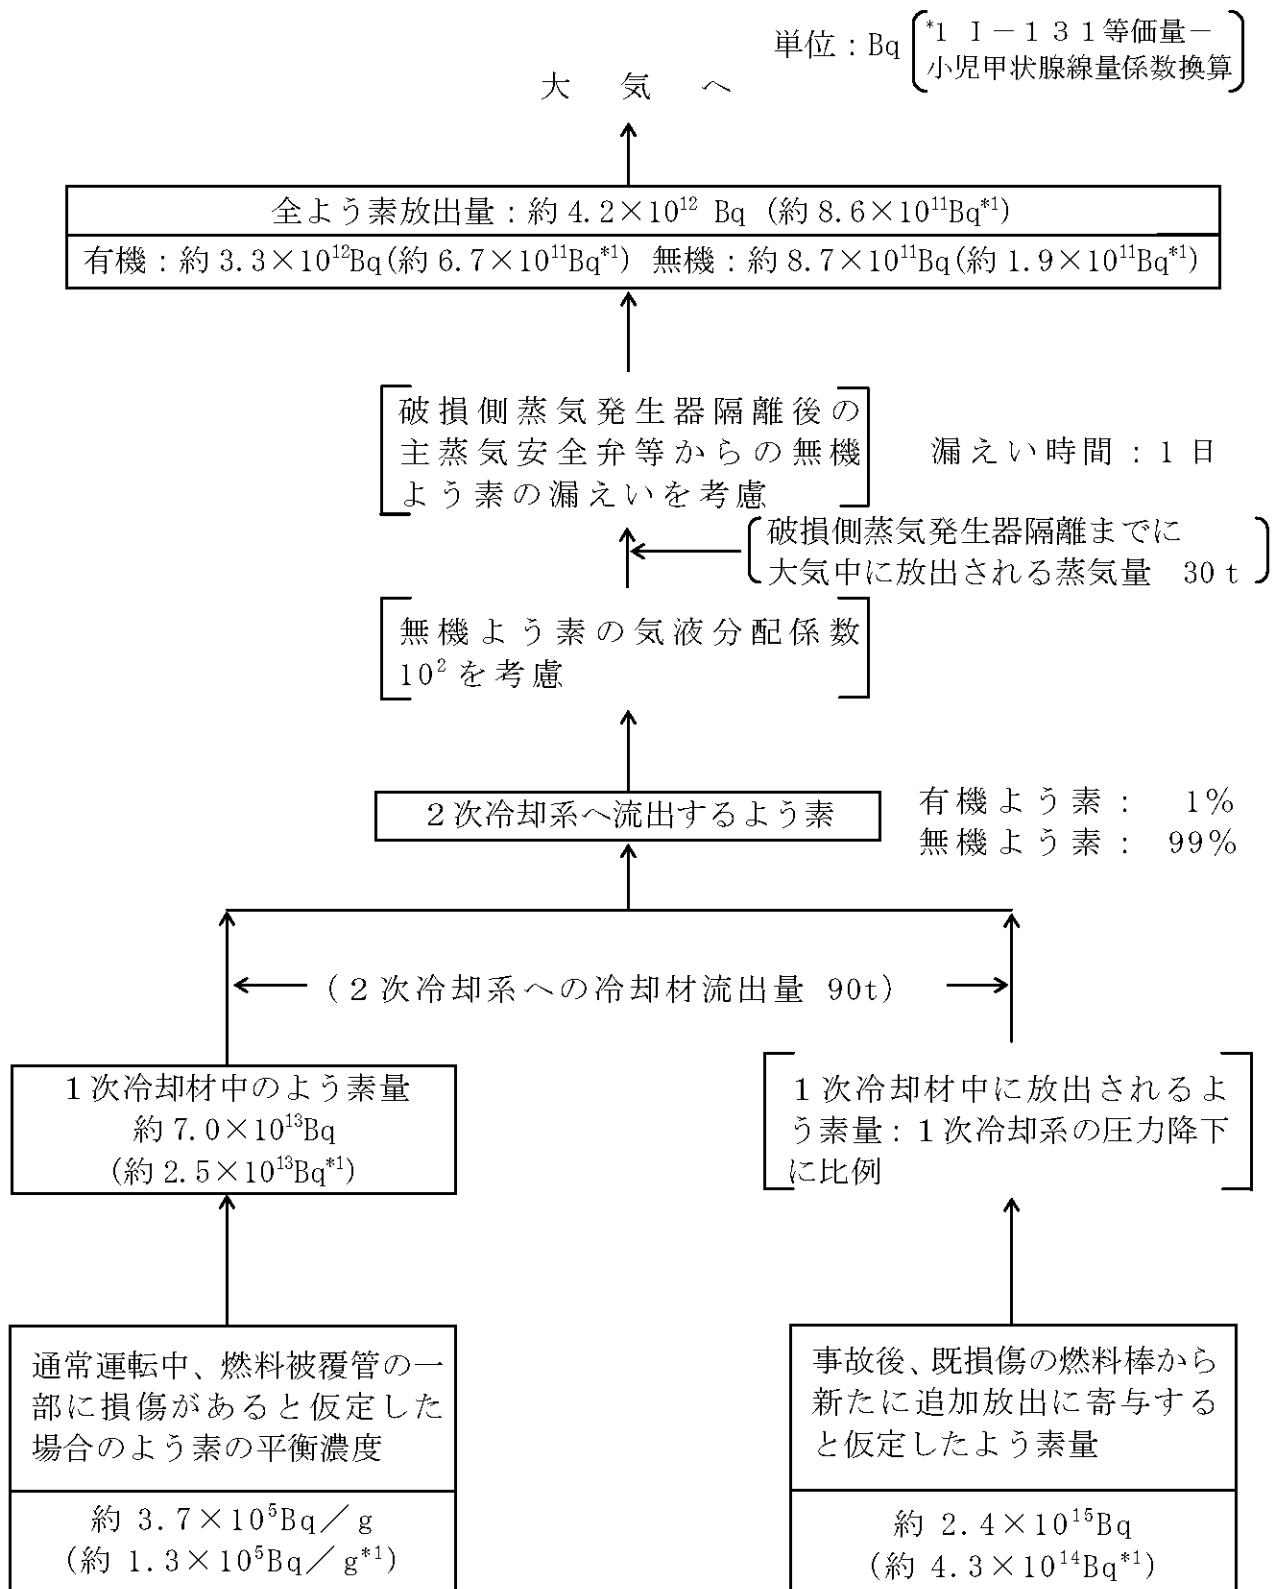 単位：Bq
*1 Ｉ－１３１等価量－
小児甲状腺線量係数換算
大気へ
全よう素放出量：約 4.2×10¹² Bq (約 8.6×10¹¹Bq*¹)
有機：約 3.3×10¹²Bq(約 6.7×10¹¹Bq*¹) 無機：約 8.7×10¹¹Bq(約 1.9×10¹¹Bq*¹)
破損側蒸気発生器隔離後の
主蒸気安全弁等からの無機
よう素の漏えいを考慮
漏えい時間：1 日
破損側蒸気発生器隔離までに
大気中に放出される蒸気量 30ｔ
無機よう素の気液分配係数
10² を考慮
２次冷却系へ流出するよう素
有機よう素： 1%
無機よう素： 99%
(２次冷却系への冷却材流出量 90t)
１次冷却材中のよう素量
約 7.0×10¹³Bq
(約 2.5×10¹³Bq*¹)
１次冷却材中に放出されるよ
う素量：１次冷却系の圧力降下
に比例
通常運転中、燃料被覆管の一
部に損傷があると仮定した
場合のよう素の平衡濃度
約 3.7×10⁵Bq／g
(約 1.3×10⁵Bq／g*¹)
事故後、既損傷の燃料棒から
新たに追加放出に寄与する
と仮定したよう素量
約 2.4×10¹⁵Bq
(約 4.3×10¹⁴Bq*¹)